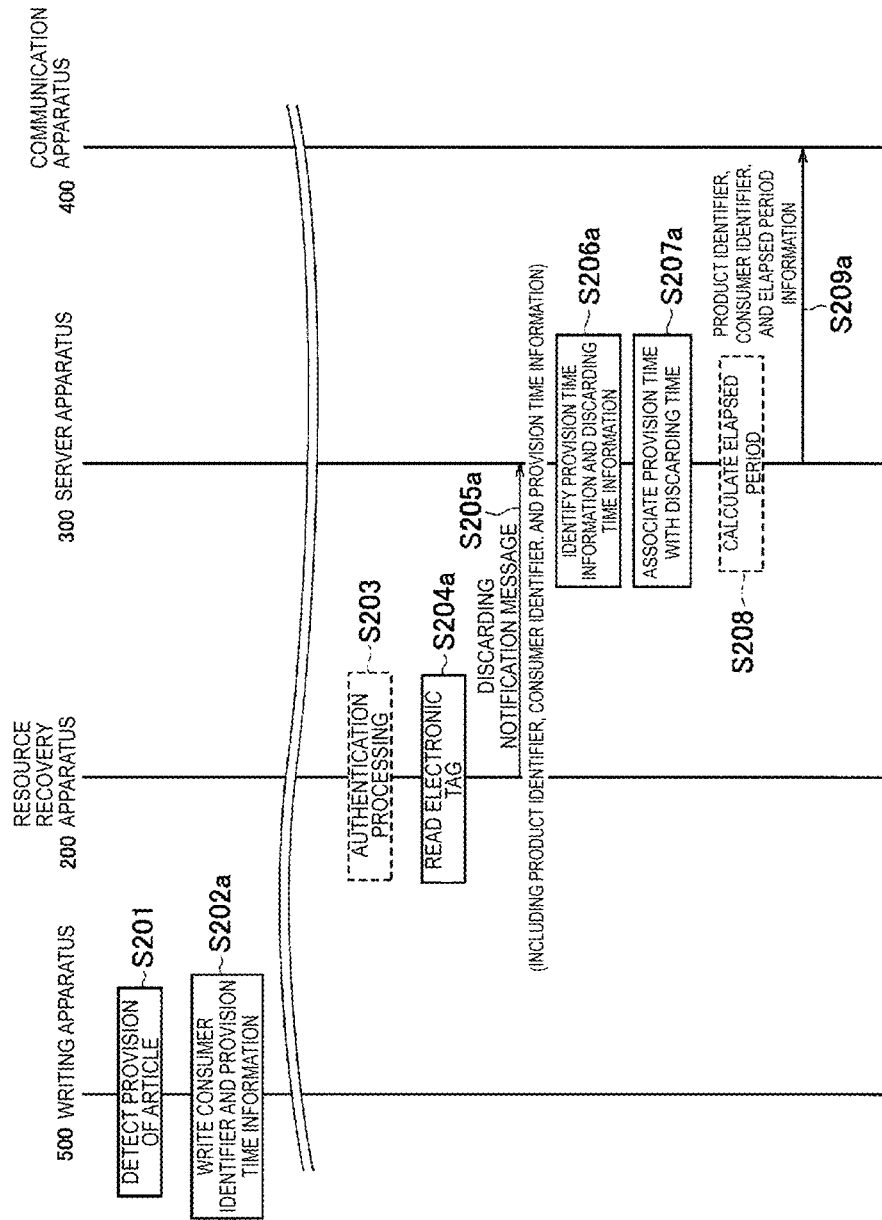 500 WRITING APPARATUS
RESOURCE
RECOVERY
200 APPARATUS
300 SERVER APPARATUS
COMMUNICATION
400 APPARATUS
DETECT PROVISION
OF ARTICLE
S201
WRITE CONSUMER
IDENTIFIER AND PROVISION
TIME INFORMATION
S202a
AUTHENTICATION
PROCESSING
S203
READ ELECTRONIC
TAG
S204a
DISCARDING
NOTIFICATION MESSAGE
S205a
(INCLUDING PRODUCT IDENTIFIER, CONSUMER IDENTIFIER, AND PROVISION TIME INFORMATION)
IDENTIFY PROVISION TIME
INFORMATION AND DISCARDING
TIME INFORMATION
S206a
ASSOCIATE PROVISION TIME
WITH DISCARDING TIME
S207a
CALCULATE ELAPSED
PERIOD
S208
PRODUCT IDENTIFIER,
CONSUMER IDENTIFIER,
AND ELAPSED PERIOD
INFORMATION
S209a